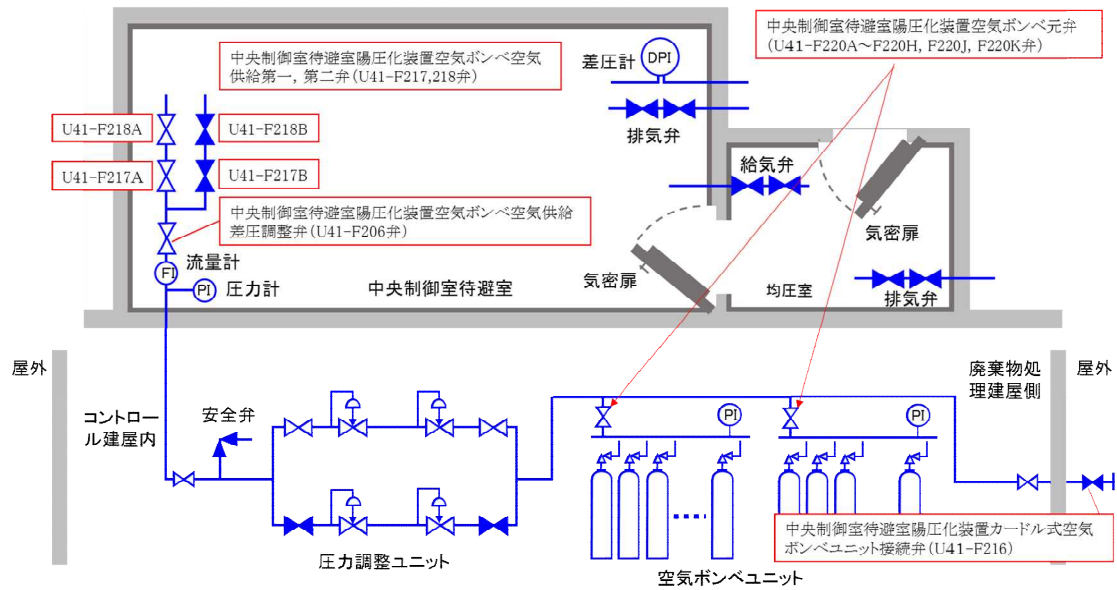 中央制御室待避室陽圧化装置空気ボンベ元弁
(U41-F220A～F220H, F220J, F220K弁)
中央制御室待避室陽圧化装置空気ボンベ空気
供給第一, 第二弁(U41-F217,218弁)
差圧計
DPI
排気弁
U41-F218A
U41-F218B
U41-F217A
U41-F217B
給気弁
気密扉
中央制御室待避室陽圧化装置空気ボンベ空気供給
差圧調整弁(U41-F206弁)
流量計
FI
圧力計
PI
中央制御室待避室
気密扉
均圧室
排気弁
屋外
コントロー
ル建屋内
安全弁
圧力調整ユニット
PI
PI
空気ボンベユニット
廃棄物処
理建屋側
屋外
中央制御室待避室陽圧化装置カードル式空気
ボンベユニット接続弁(U41-F216)